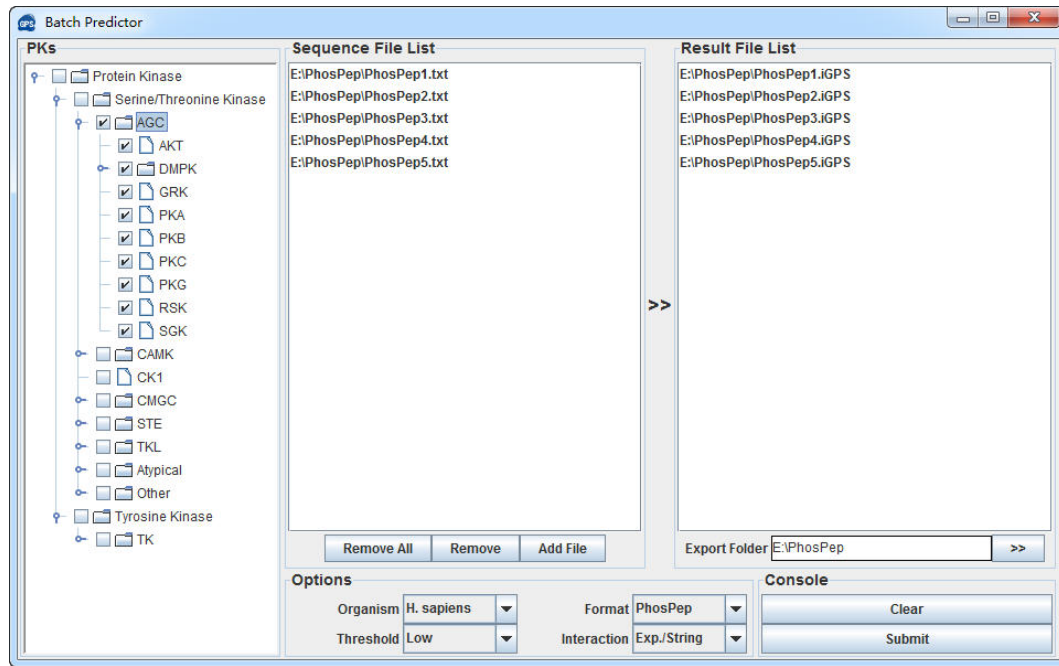 GPS Batch Predictor
PKs
Protein Kinase
Serine/Threonine Kinase
AGC
AKT
DMPK
GRK
PKA
PKB
PKC
PKG
RSK
SGK
CAMK
CK1
CMGC
STE
TKL
Atypical
Other
Tyrosine Kinase
TK
Sequence File List
E:\PhosPep\PhosPep1.txt
E:\PhosPep\PhosPep2.txt
E:\PhosPep\PhosPep3.txt
E:\PhosPep\PhosPep4.txt
E:\PhosPep\PhosPep5.txt
Remove All Remove Add File
>>
Result File List
E:\PhosPep\PhosPep1.iGPS
E:\PhosPep\PhosPep2.iGPS
E:\PhosPep\PhosPep3.iGPS
E:\PhosPep\PhosPep4.iGPS
E:\PhosPep\PhosPep5.iGPS
Export Folder E:\PhosPep >>
Options
Organism H. sapiens Format PhosPep
Threshold Low Interaction Exp./String
Console
Clear
Submit